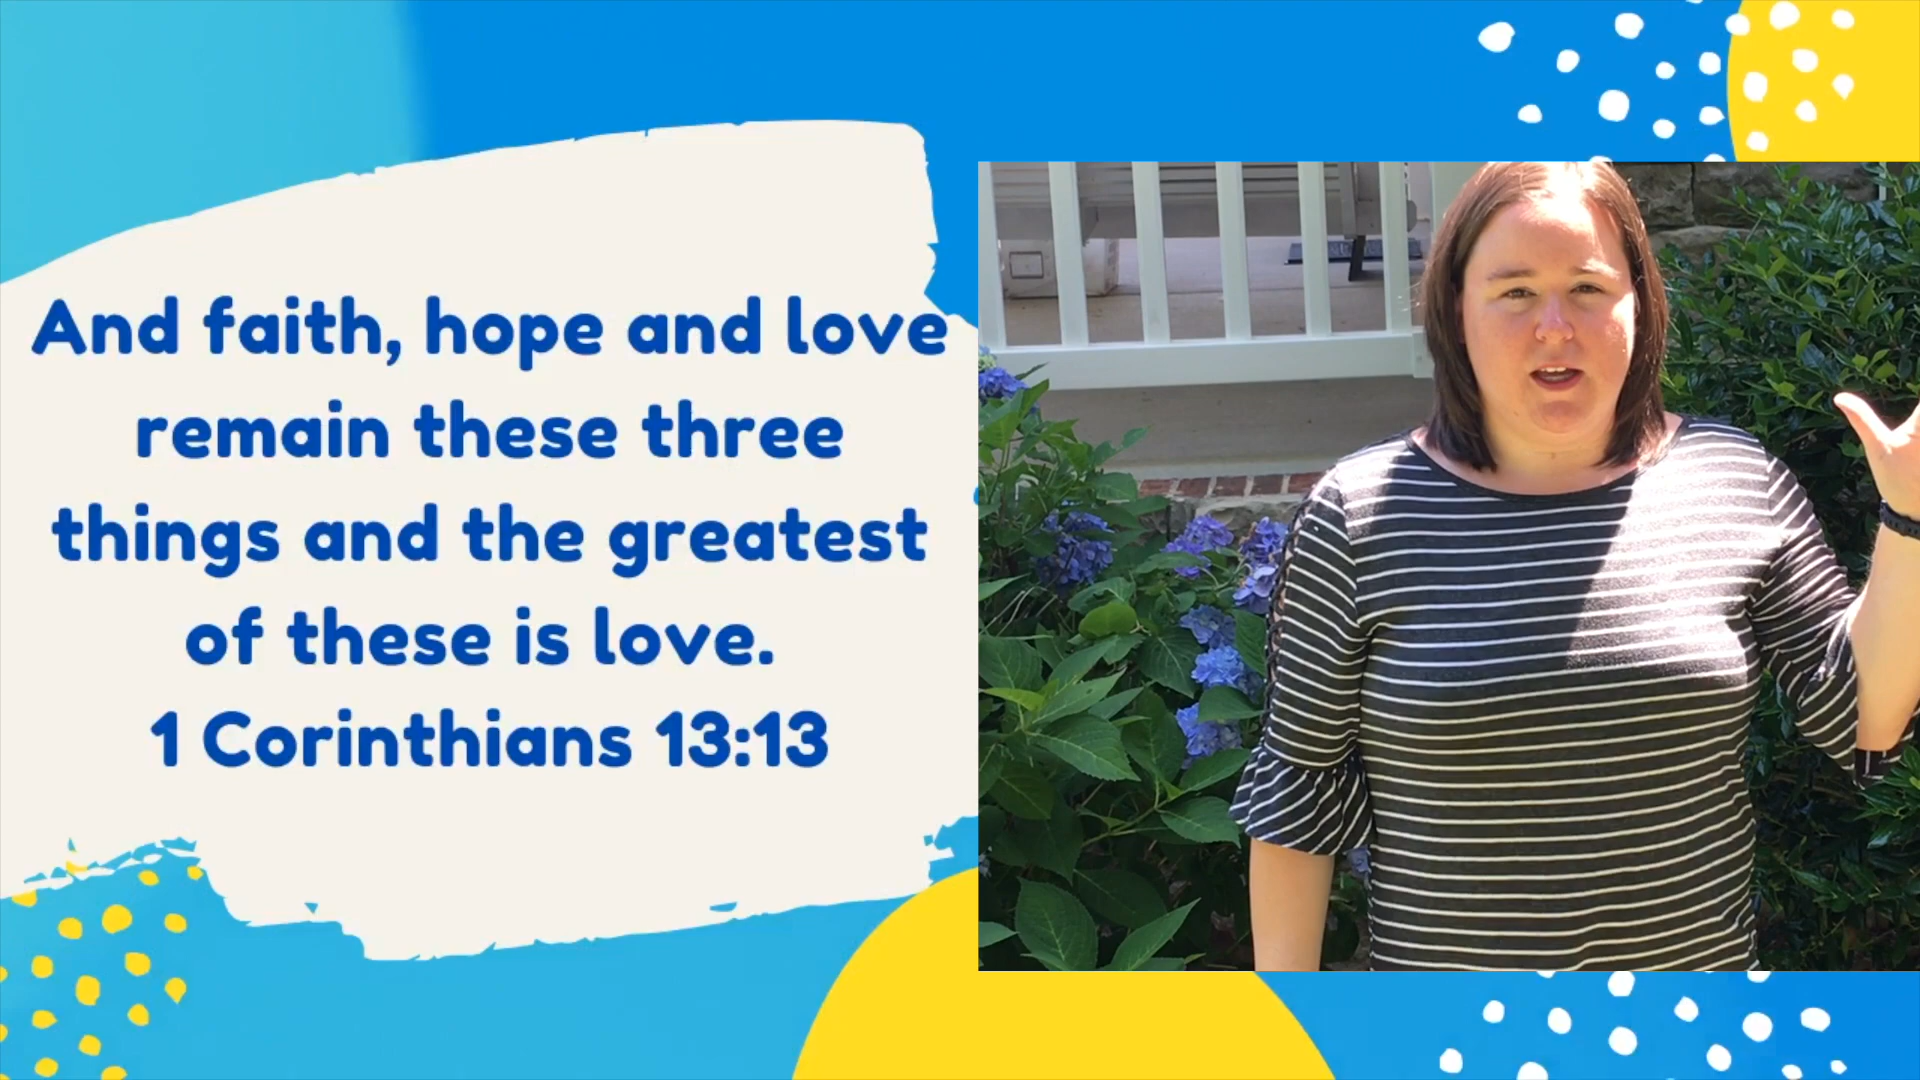 And faith, hope and love
remain these three
things and the greatest
of these is love.
1 Corinthians 13:13